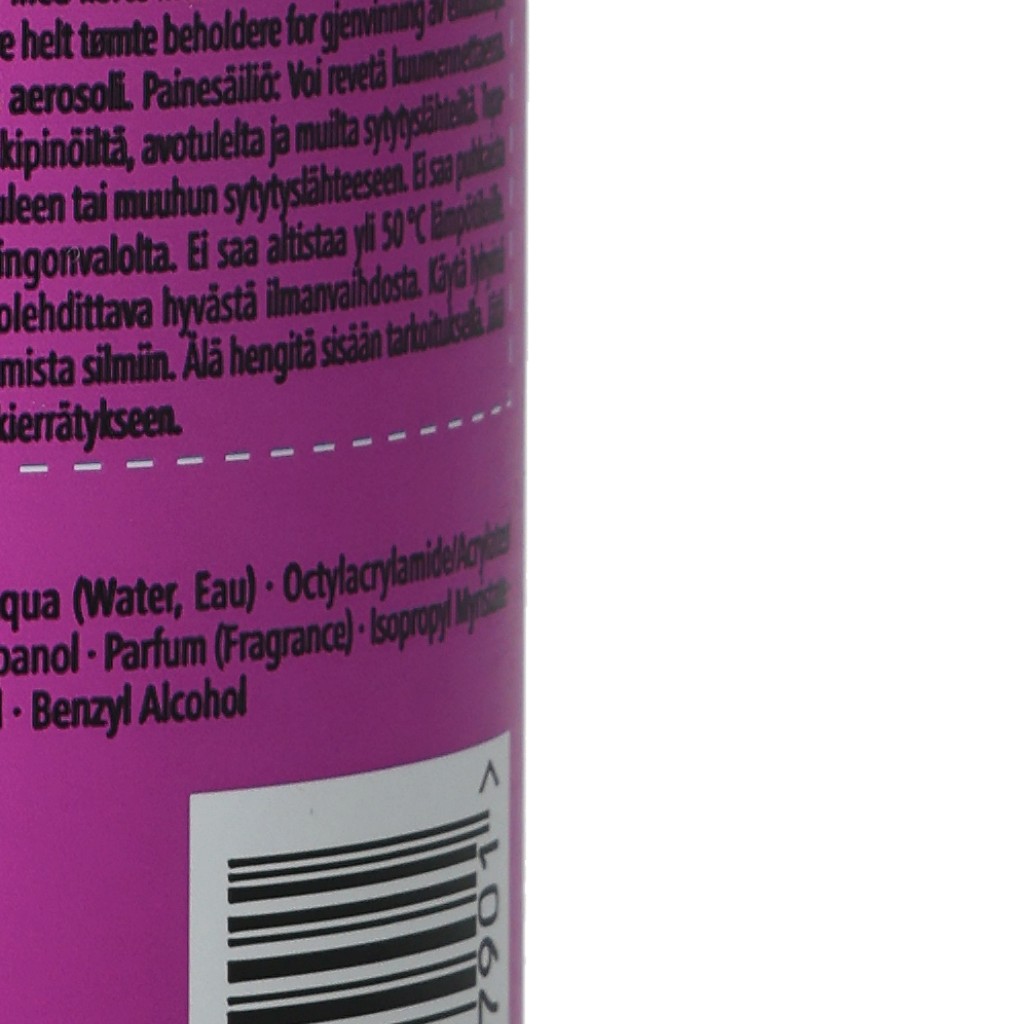 e helt tømte beholdere for gjenvinning av
aerosoli. Painesäiliö: Voi revetä kuumennettaessa.
kipinöiltä, avotulelta ja muilta sytytyslähteiltä.
uleen tai muuhun sytytyslähteeseen. Ei saa puhkaista
ingonvalolta. Ei saa altistaa yli 50 °C lämpötiloille.
olehdittava hyvästä ilmanvaihdosta. Käytä lyhyinä
mista silmiin. Älä hengitä sisään tarkoituksella.
kierrätykseen.
qua (Water, Eau) · Octylacrylamide/Acrylates/
panol · Parfum (Fragrance) · Isopropyl Myristate ·
l · Benzyl Alcohol
>